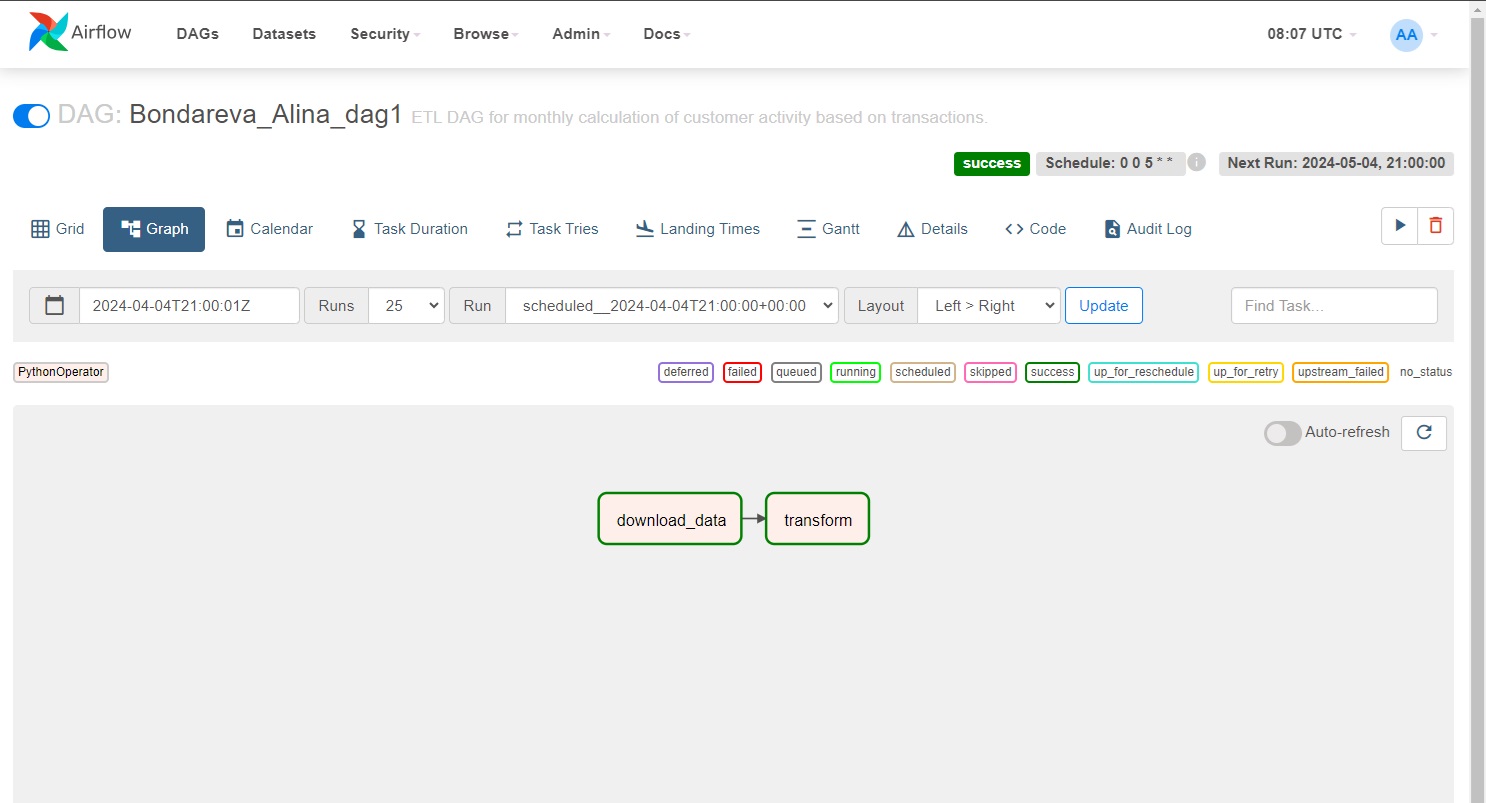 Airflow DAGs Datasets Security Browse Admin Docs 08:07 UTC AA
DAG: Bondareva_Alina_dag1 ETL DAG for monthly calculation of customer activity based on transactions.
success Schedule: 0 0 5 * * i Next Run: 2024-05-04, 21:00:00
Grid Graph Calendar Task Duration Task Tries Landing Times Gantt Details Code Audit Log
2024-04-04T21:00:01Z Runs 25 Run scheduled__2024-04-04T21:00:00+00:00 Layout Left > Right Update Find Task...
PythonOperator deferred failed queued running scheduled skipped success up_for_reschedule up_for_retry upstream_failed no_status
Auto-refresh
download_data transform